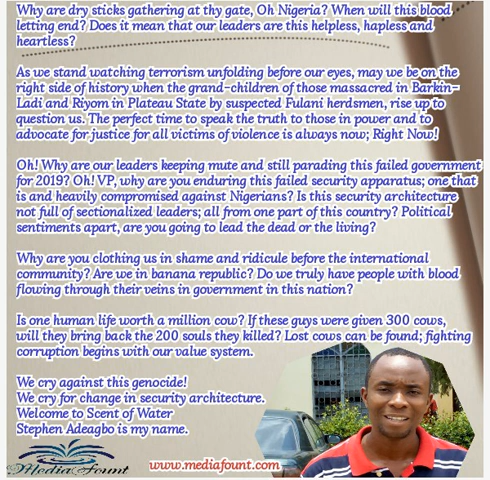 Why are dry sticks gathering at thy gate, Oh Nigeria? When will this blood
letting end? Does it mean that our leaders are this helpless, hapless and
heartless?
As we stand watching terrorism unfolding before our eyes, may we be on the
right side of history when the grand-children of those massacred in Barkin-
Ladi and Riyom in Plateau State by suspected Fulani herdsmen, rise up to
question us. The perfect time to speak the truth to those in power and to
advocate for justice for all victims of violence is always now; Right Now!
Oh! Why are our leaders keeping mute and still parading this failed government
for 2019? Oh! VP, why are you enduring this failed security apparatus; one that
is and heavily compromised against Nigerians? Is this security architecture
not full of sectionalized leaders; all from one part of this country? Political
sentiments apart, are you going to lead the dead or the living?
Why are you clothing us in shame and ridicule before the international
community? Are we in banana republic? Do we truly have people with blood
flowing through their veins in government in this nation?
Is one human life worth a million cow? If these guys were given 300 cows,
will they bring back the 200 souls they killed? Lost cows can be found; fighting
corruption begins with our value system.
We cry against this genocide!
We cry for change in security architecture.
Welcome to Scent of Water
Stephen Adeagbo is my name.
Media Fount
www.mediafount.com